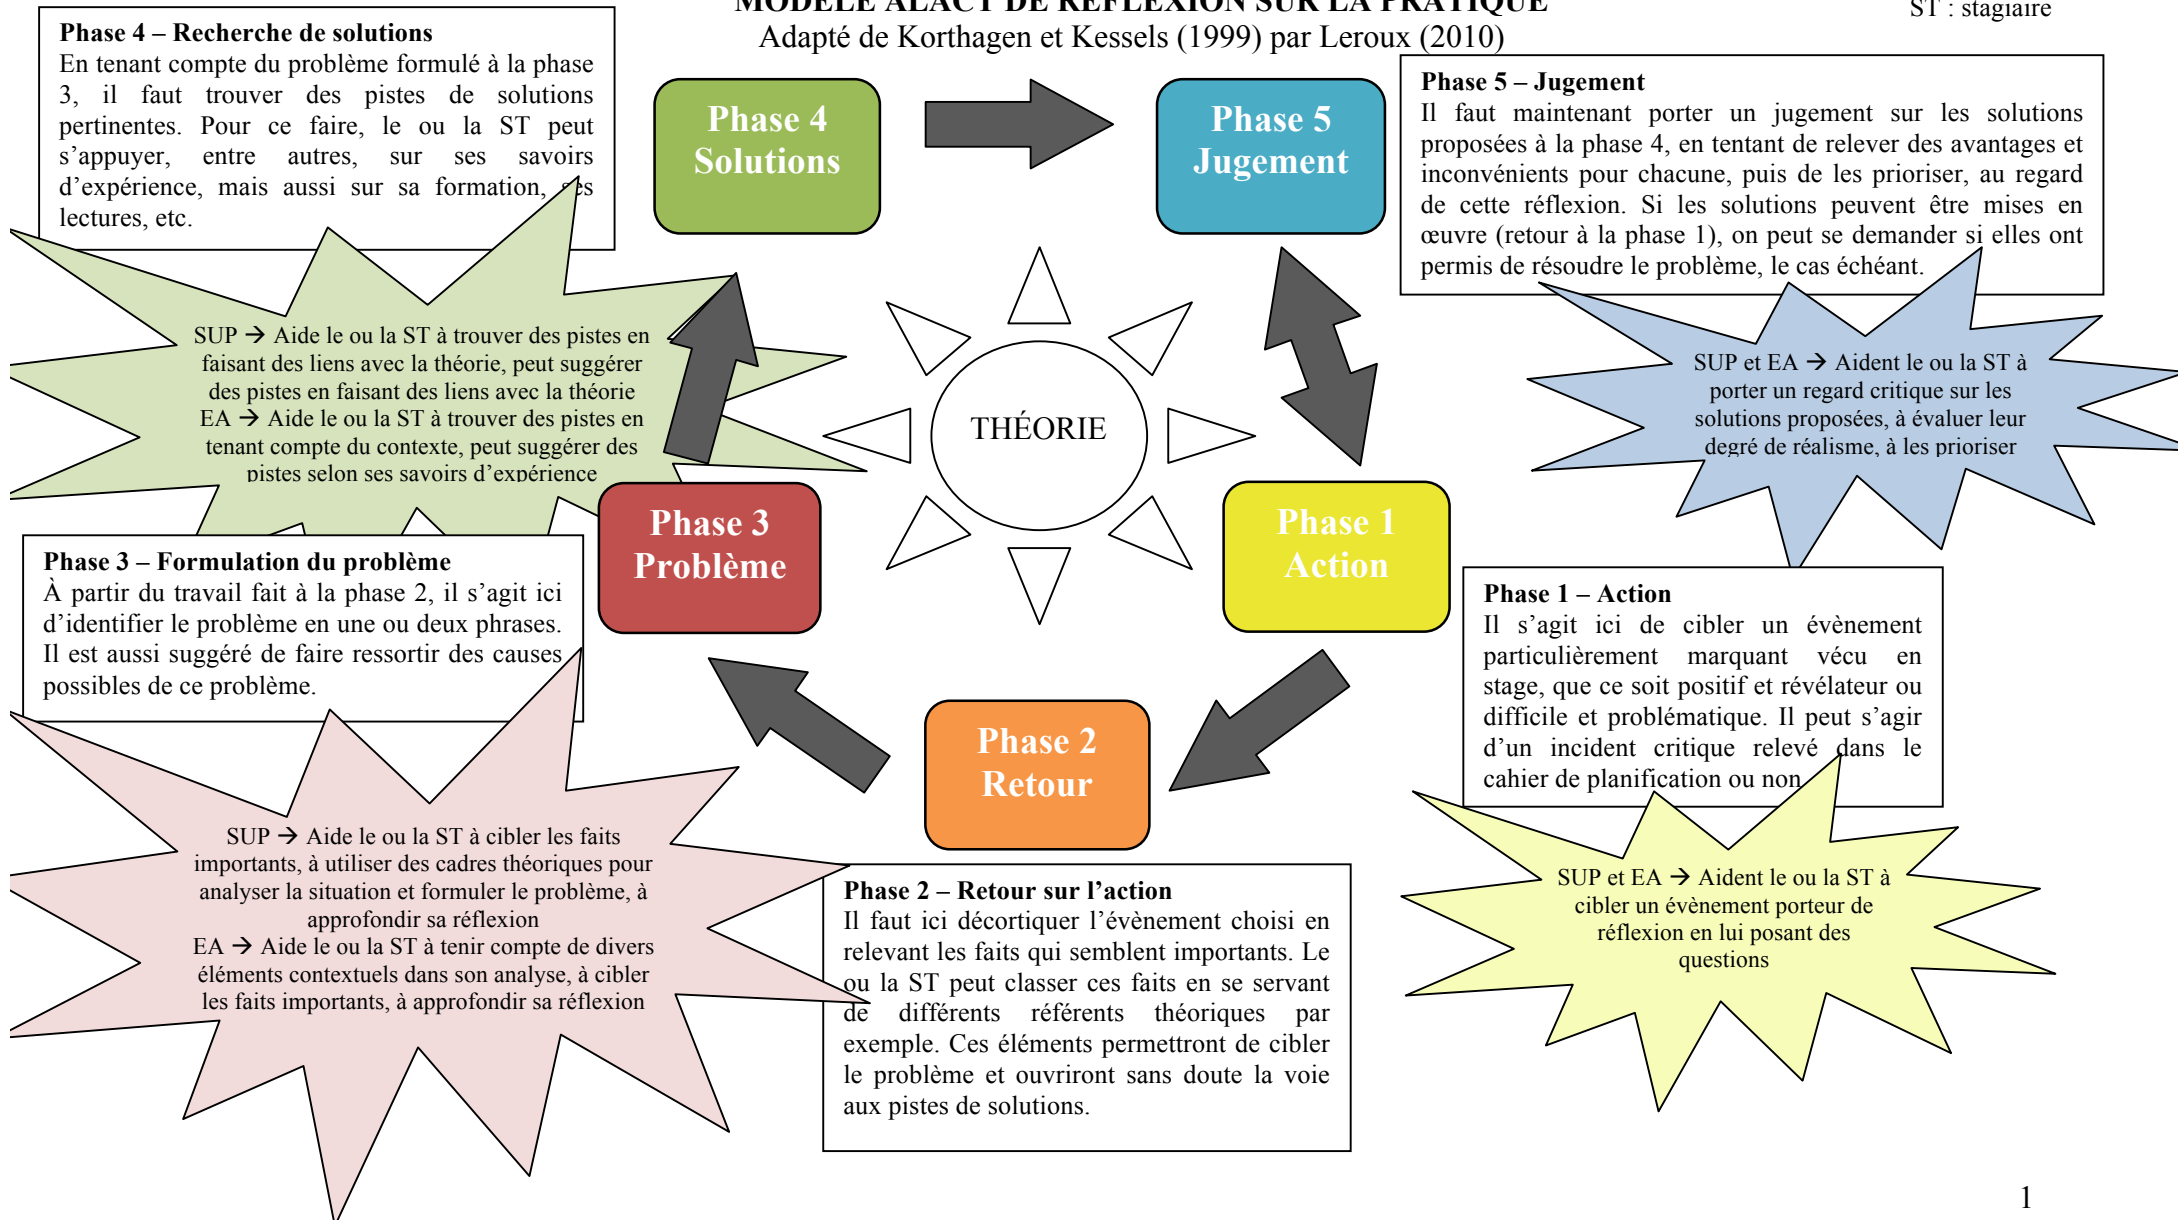 MODÈLE ALACT DE RÉFLEXION SUR LA PRATIQUE
Adapté de Korthagen et Kessels (1999) par Leroux (2010)
ST : stagiaire
Phase 4 – Recherche de solutions
En tenant compte du problème formulé à la phase
3, il faut trouver des pistes de solutions
pertinentes. Pour ce faire, le ou la ST peut
s’appuyer, entre autres, sur ses savoirs
d’expérience, mais aussi sur sa formation, ses
lectures, etc.
SUP → Aide le ou la ST à trouver des pistes en
faisant des liens avec la théorie, peut suggérer
des pistes en faisant des liens avec la théorie
EA → Aide le ou la ST à trouver des pistes en
tenant compte du contexte, peut suggérer des
pistes selon ses savoirs d’expérience
Phase 4
Solutions
Phase 5
Jugement
Phase 5 – Jugement
Il faut maintenant porter un jugement sur les solutions
proposées à la phase 4, en tentant de relever des avantages et
inconvénients pour chacune, puis de les prioriser, au regard
de cette réflexion. Si les solutions peuvent être mises en
œuvre (retour à la phase 1), on peut se demander si elles ont
permis de résoudre le problème, le cas échéant.
SUP et EA → Aident le ou la ST à
porter un regard critique sur les
solutions proposées, à évaluer leur
degré de réalisme, à les prioriser
THÉORIE
Phase 3
Problème
Phase 1
Action
Phase 3 – Formulation du problème
À partir du travail fait à la phase 2, il s’agit ici
d’identifier le problème en une ou deux phrases.
Il est aussi suggéré de faire ressortir des causes
possibles de ce problème.
SUP → Aide le ou la ST à cibler les faits
importants, à utiliser des cadres théoriques pour
analyser la situation et formuler le problème, à
approfondir sa réflexion
EA → Aide le ou la ST à tenir compte de divers
éléments contextuels dans son analyse, à cibler
les faits importants, à approfondir sa réflexion
Phase 2
Retour
Phase 2 – Retour sur l’action
Il faut ici décortiquer l’évènement choisi en
relevant les faits qui semblent importants. Le
ou la ST peut classer ces faits en se servant
de différents référents théoriques par
exemple. Ces éléments permettront de cibler
le problème et ouvriront sans doute la voie
aux pistes de solutions.
Phase 1 – Action
Il s’agit ici de cibler un évènement
particulièrement marquant vécu en
stage, que ce soit positif et révélateur ou
difficile et problématique. Il peut s’agir
d’un incident critique relevé dans le
cahier de planification ou non
SUP et EA → Aident le ou la ST à
cibler un évènement porteur de
réflexion en lui posant des
questions
1